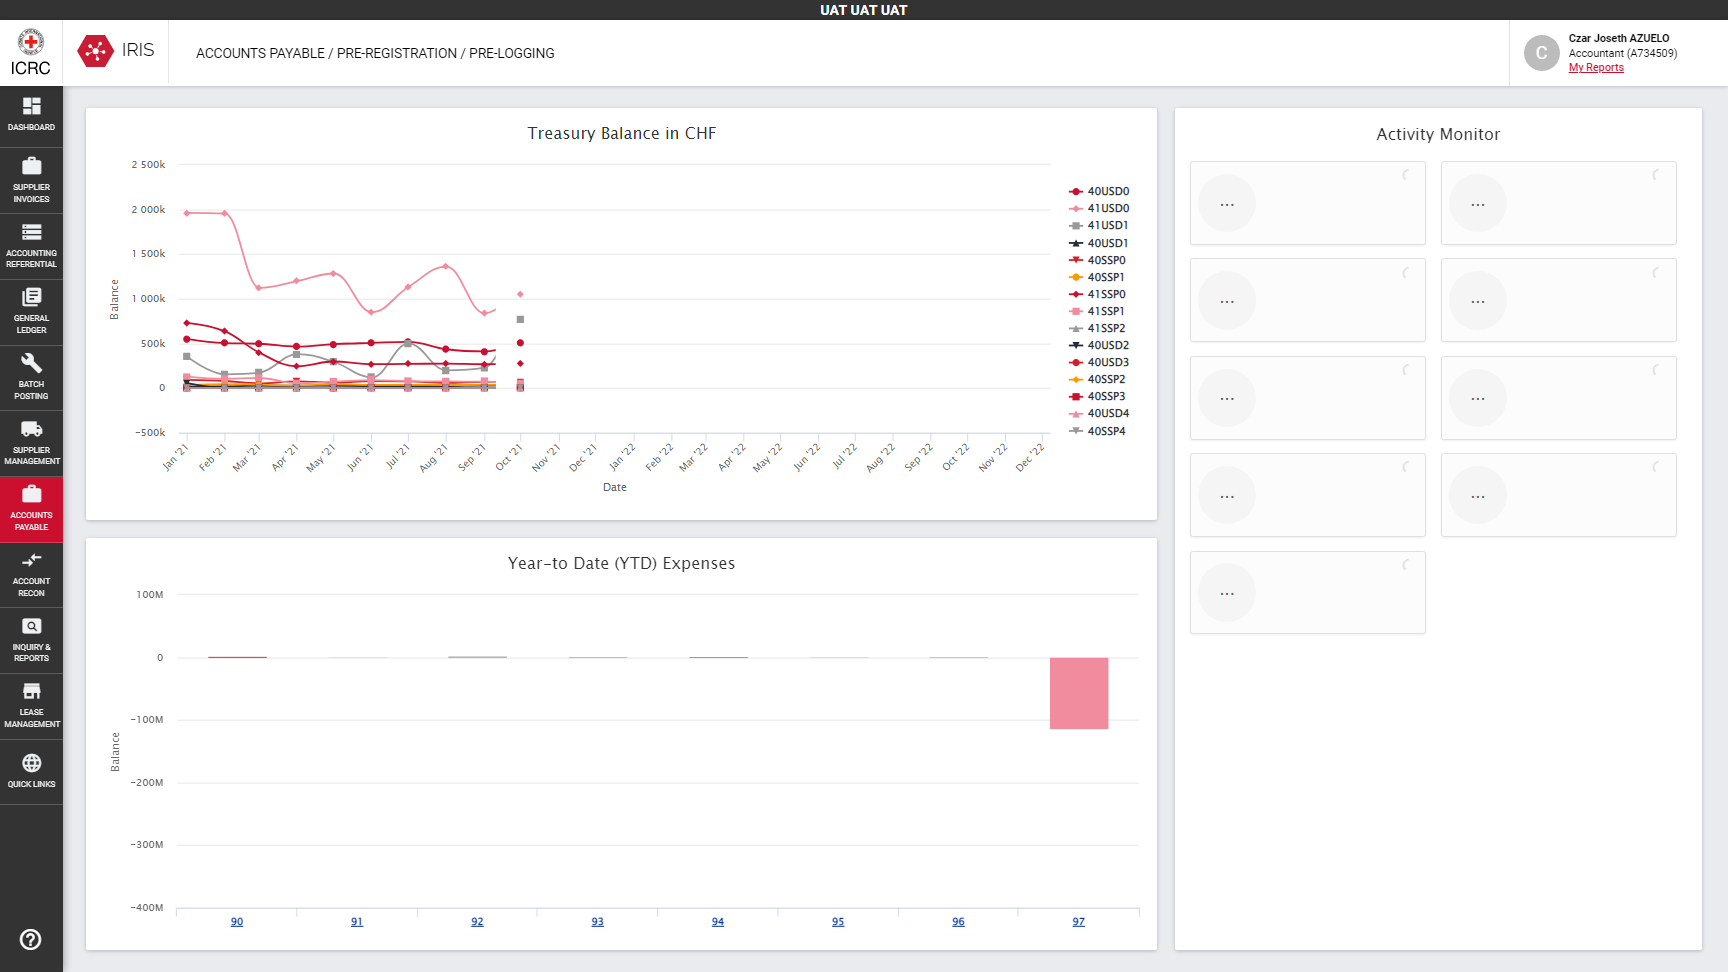 UAT UAT UAT
ICRC
IRIS
ACCOUNTS PAYABLE / PRE-REGISTRATION / PRE-LOGGING
C
Czar Joseth AZUELO
Accountant (A734509)
My Reports
DASHBOARD
SUPPLIER
INVOICES
ACCOUNTING
REFERENTIAL
GENERAL
LEDGER
BATCH
POSTING
SUPPLIER
MANAGEMENT
ACCOUNTS
PAYABLE
ACCOUNT
RECON
INQUIRY &
REPORTS
LEASE
MANAGEMENT
QUICK LINKS
Treasury Balance in CHF
2 500k
2 000k
1 500k
1 000k
500k
0
-500k
Balance
Jan '21
Feb '21
Mar '21
Apr '21
May '21
Jun '21
Jul '21
Aug '21
Sep '21
Oct '21
Nov '21
Dec '21
Jan '22
Feb '22
Mar '22
Apr '22
May '22
Jun '22
Jul '22
Aug '22
Sep '22
Oct '22
Nov '22
Dec '22
Date
40USD0
41USD0
41USD1
40USD1
40SSP0
40SSP1
41SSP0
41SSP1
41SSP2
40USD2
40USD3
40SSP2
40SSP3
40USD4
40SSP4
Year-to Date (YTD) Expenses
100M
0
-100M
-200M
-300M
-400M
Balance
90
91
92
93
94
95
96
97
Activity Monitor
...
...
...
...
...
...
...
...
...